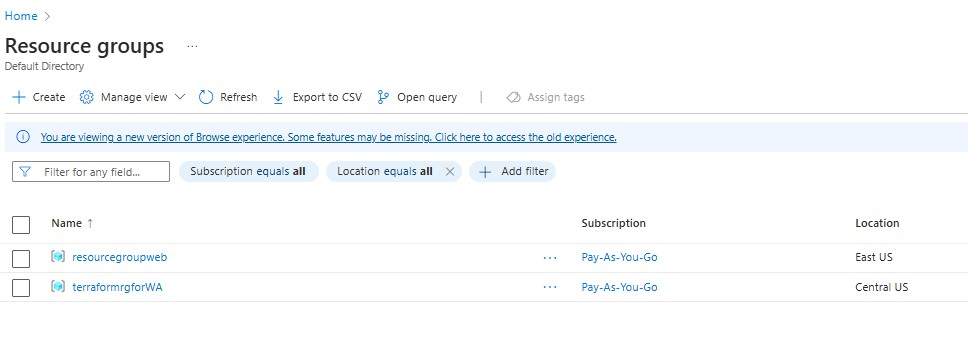 Home
Resource groups ...
Default Directory
Create Manage view Refresh Export to CSV Open query | Assign tags
You are viewing a new version of Browse experience. Some features may be missing. Click here to access the old experience.
Filter for any field... Subscription equals all Location equals all Add filter
Name ↑ Subscription Location
resourcegroupweb ... Pay-As-You-Go East US
terraformrgforWA ... Pay-As-You-Go Central US